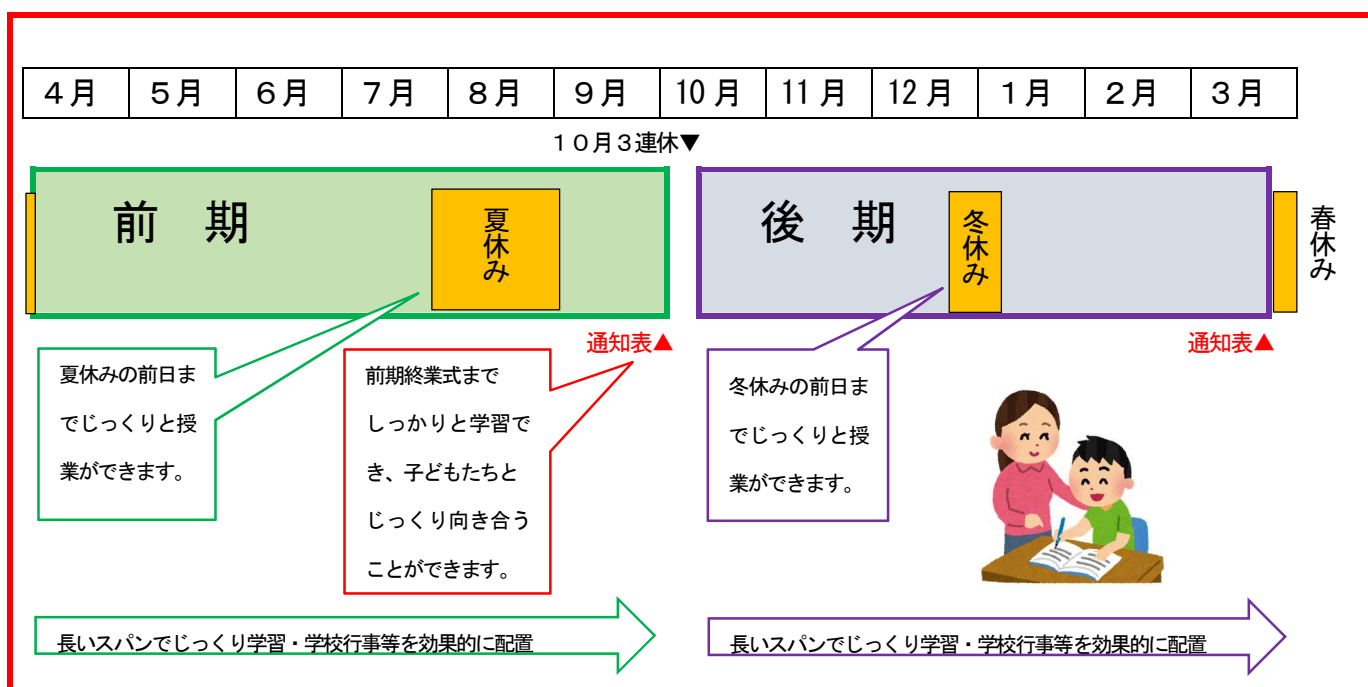 ４月 ５月 ６月 ７月 ８月 ９月 10 月 11 月 12 月 １月 ２月 ３月
１０月３連休▼
前　期
夏休み
後　期
冬休み
春休み
通知表▲
通知表▲
夏休みの前日ま
でじっくりと授
業ができます。
前期終業式まで
しっかりと学習で
き、子どもたちと
じっくり向き合う
ことができます。
冬休みの前日ま
でじっくりと授
業ができます。
長いスパンでじっくり学習・学校行事等を効果的に配置
長いスパンでじっくり学習・学校行事等を効果的に配置